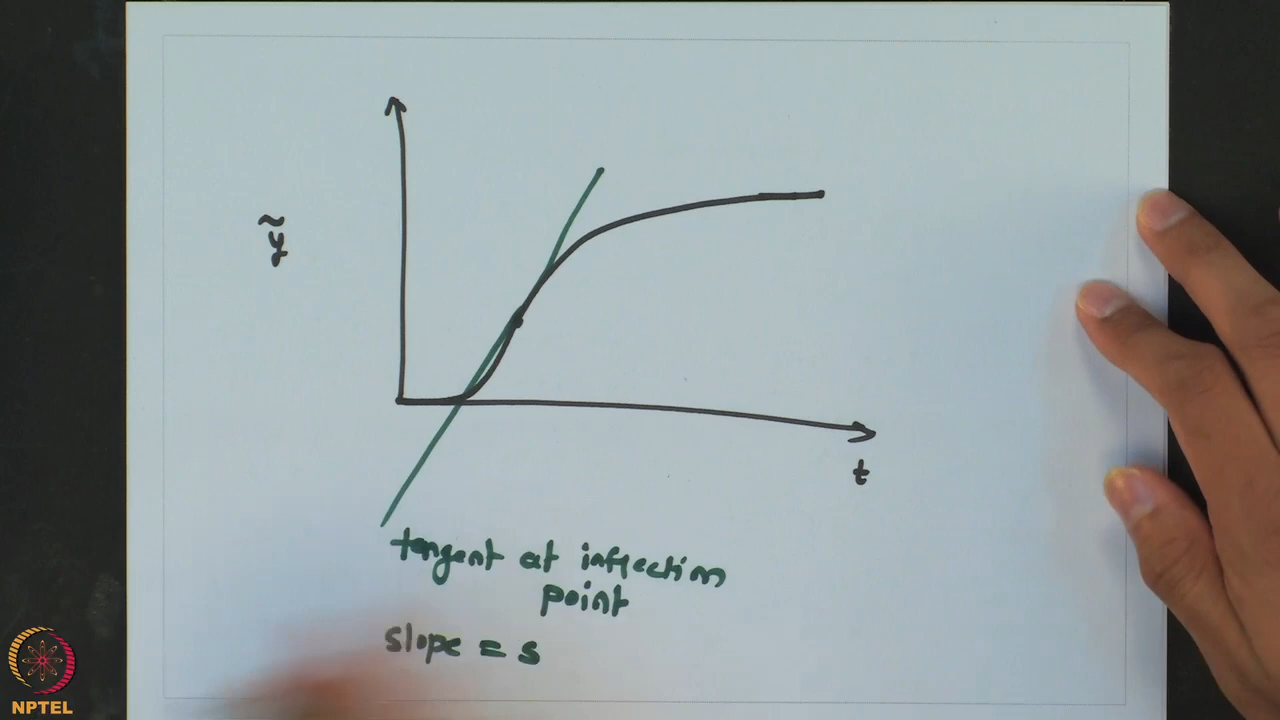 ỹ
t
tangent at inflection
point
slope = s
NPTEL